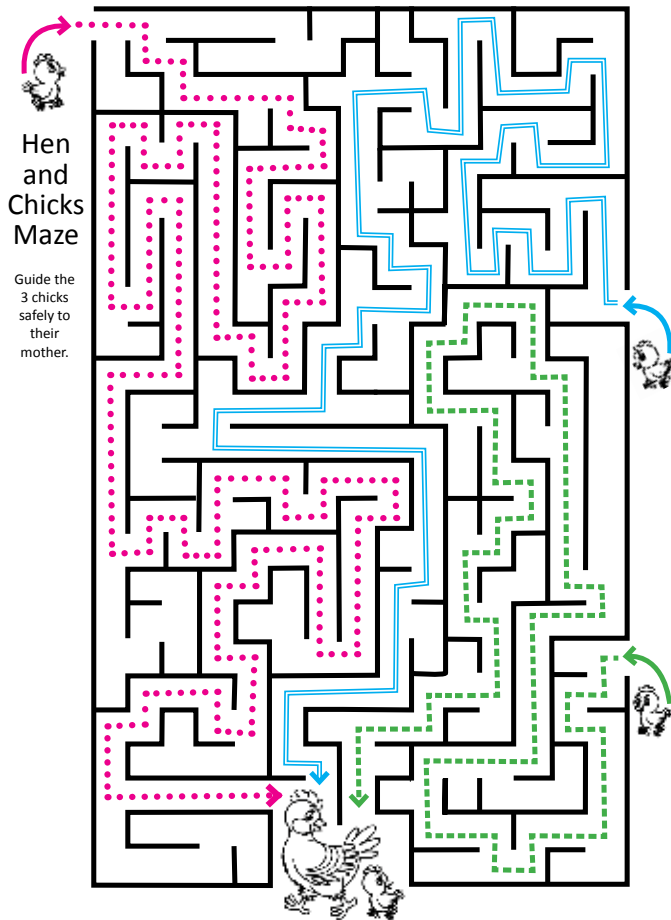 Hen
and
Chicks
Maze
Guide the
3 chicks
safely to
their
mother.